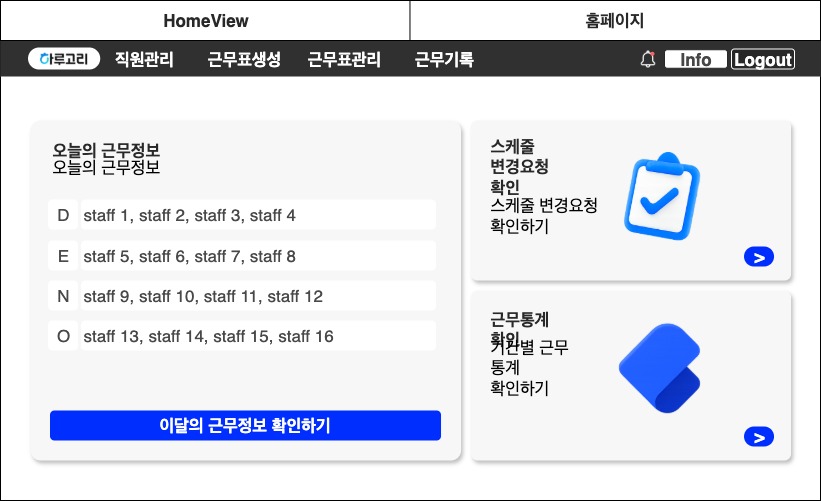 HomeView
홈페이지
하루고리 직원관리 근무표생성 근무표관리 근무기록 Info Logout
오늘의 근무정보
오늘의 근무정보
D staff 1, staff 2, staff 3, staff 4
E staff 5, staff 6, staff 7, staff 8
N staff 9, staff 10, staff 11, staff 12
O staff 13, staff 14, staff 15, staff 16
이달의 근무정보 확인하기
스케줄
변경요청
확인
스케줄 변경요청
확인하기
>
근무통계
확인
기간별 근무
통계
확인하기
>